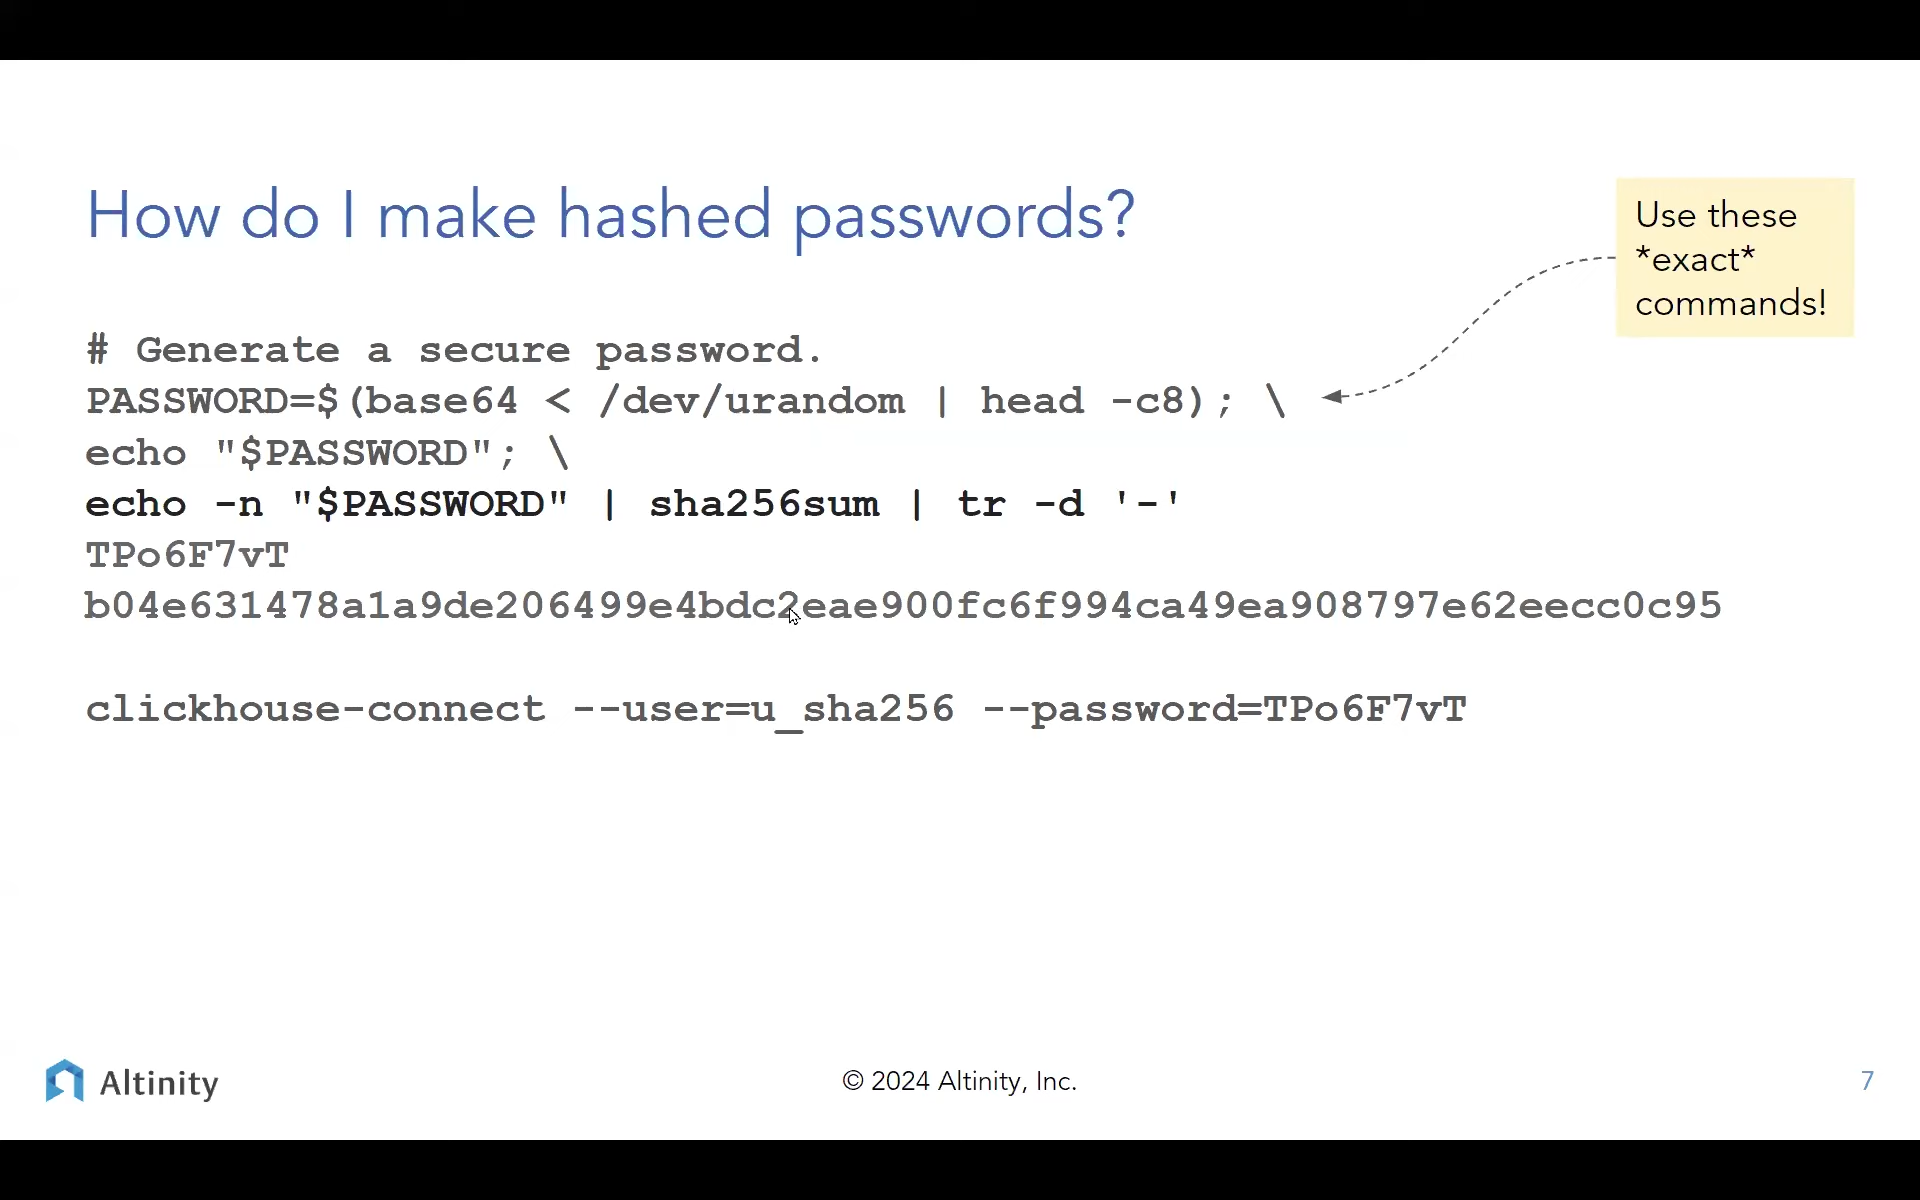 How do I make hashed passwords?
Use these
*exact*
commands!
# Generate a secure password.
PASSWORD=$(base64 < /dev/urandom | head -c8); \
echo "$PASSWORD"; \
echo -n "$PASSWORD" | sha256sum | tr -d '-'
TPo6F7vT
b04e631478a1a9de206499e4bdc2eae900fc6f994ca49ea908797e62eecc0c95
clickhouse-connect --user=u_sha256 --password=TPo6F7vT
Altinity
© 2024 Altinity, Inc.
7